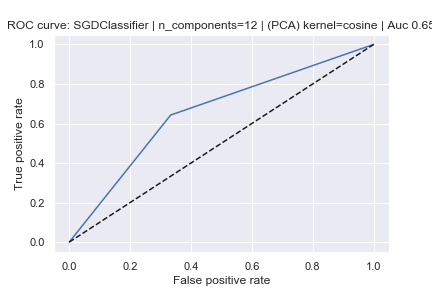 ROC curve: SGDClassifier | n_components=12 | (PCA) kernel=cosine | Auc 0.65
1.0
0.8
0.6
0.4
0.2
0.0
True positive rate
0.0 0.2 0.4 0.6 0.8 1.0
False positive rate